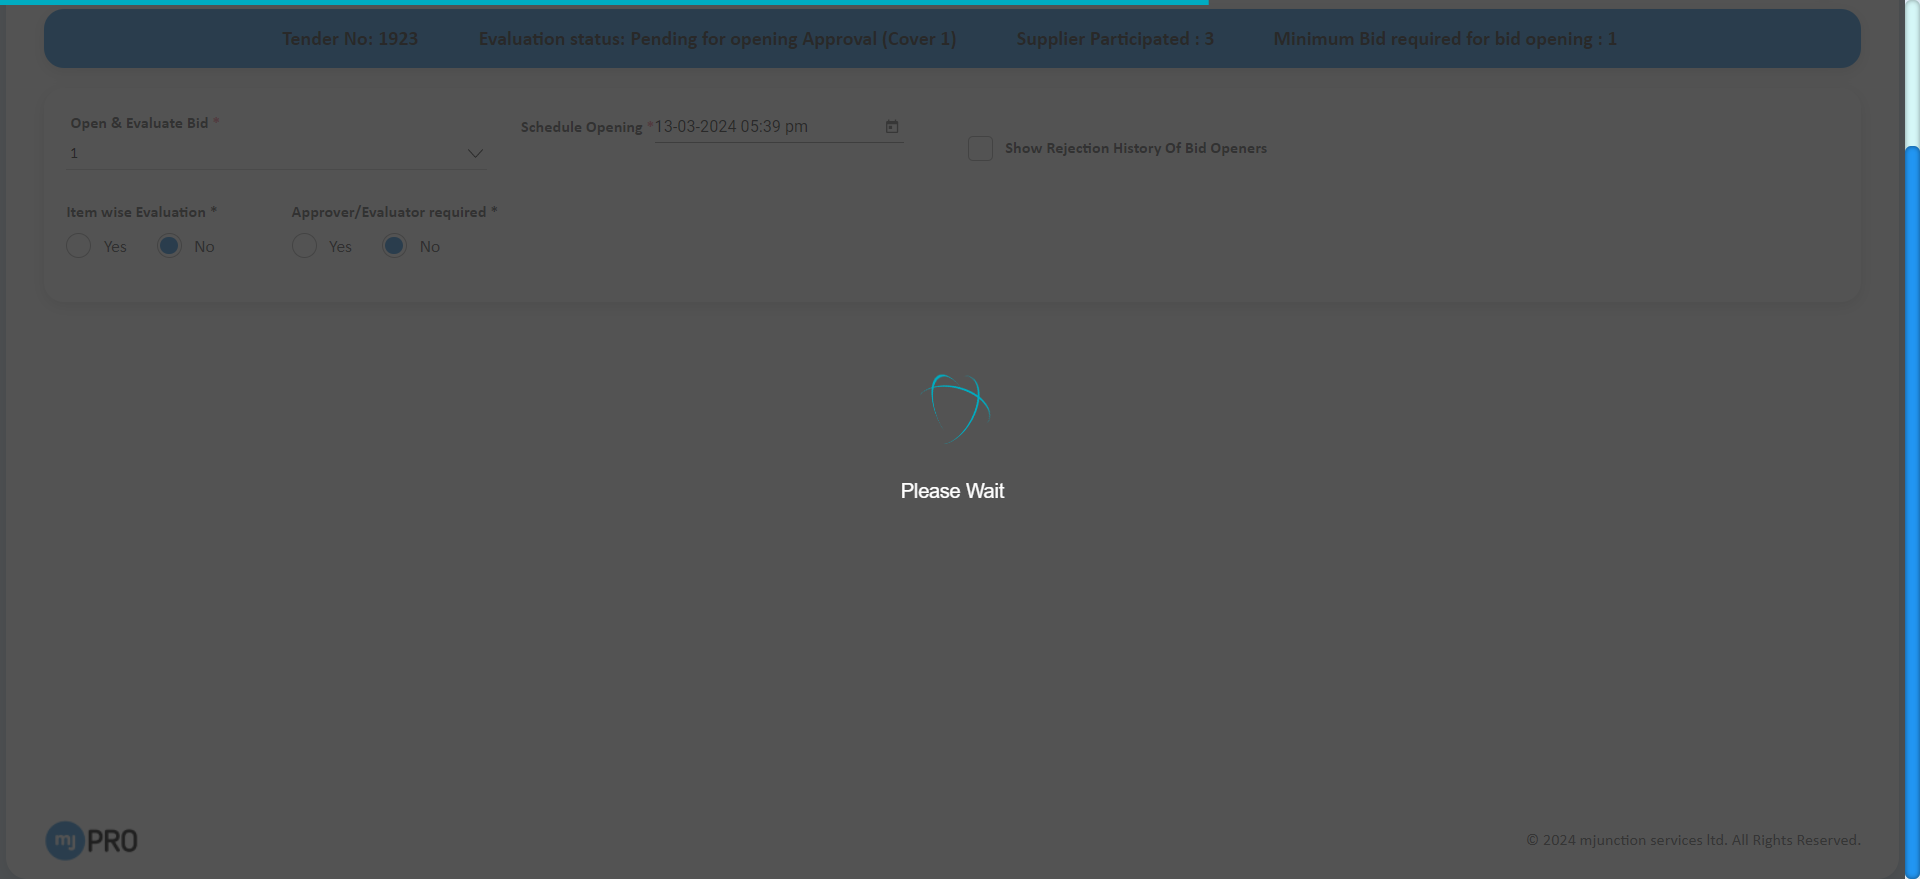 Tender No: 1923 Evaluation status: Pending for opening Approval (Cover 1) Supplier Participated : 3 Minimum Bid required for bid opening : 1
Open & Evaluate Bid *
1
Schedule Opening *13-03-2024 05:39 pm
Show Rejection History Of Bid Openers
Item wise Evaluation * Approver/Evaluator required *
Yes No Yes No
Please Wait
mj PRO
© 2024 mjunction services ltd. All Rights Reserved.